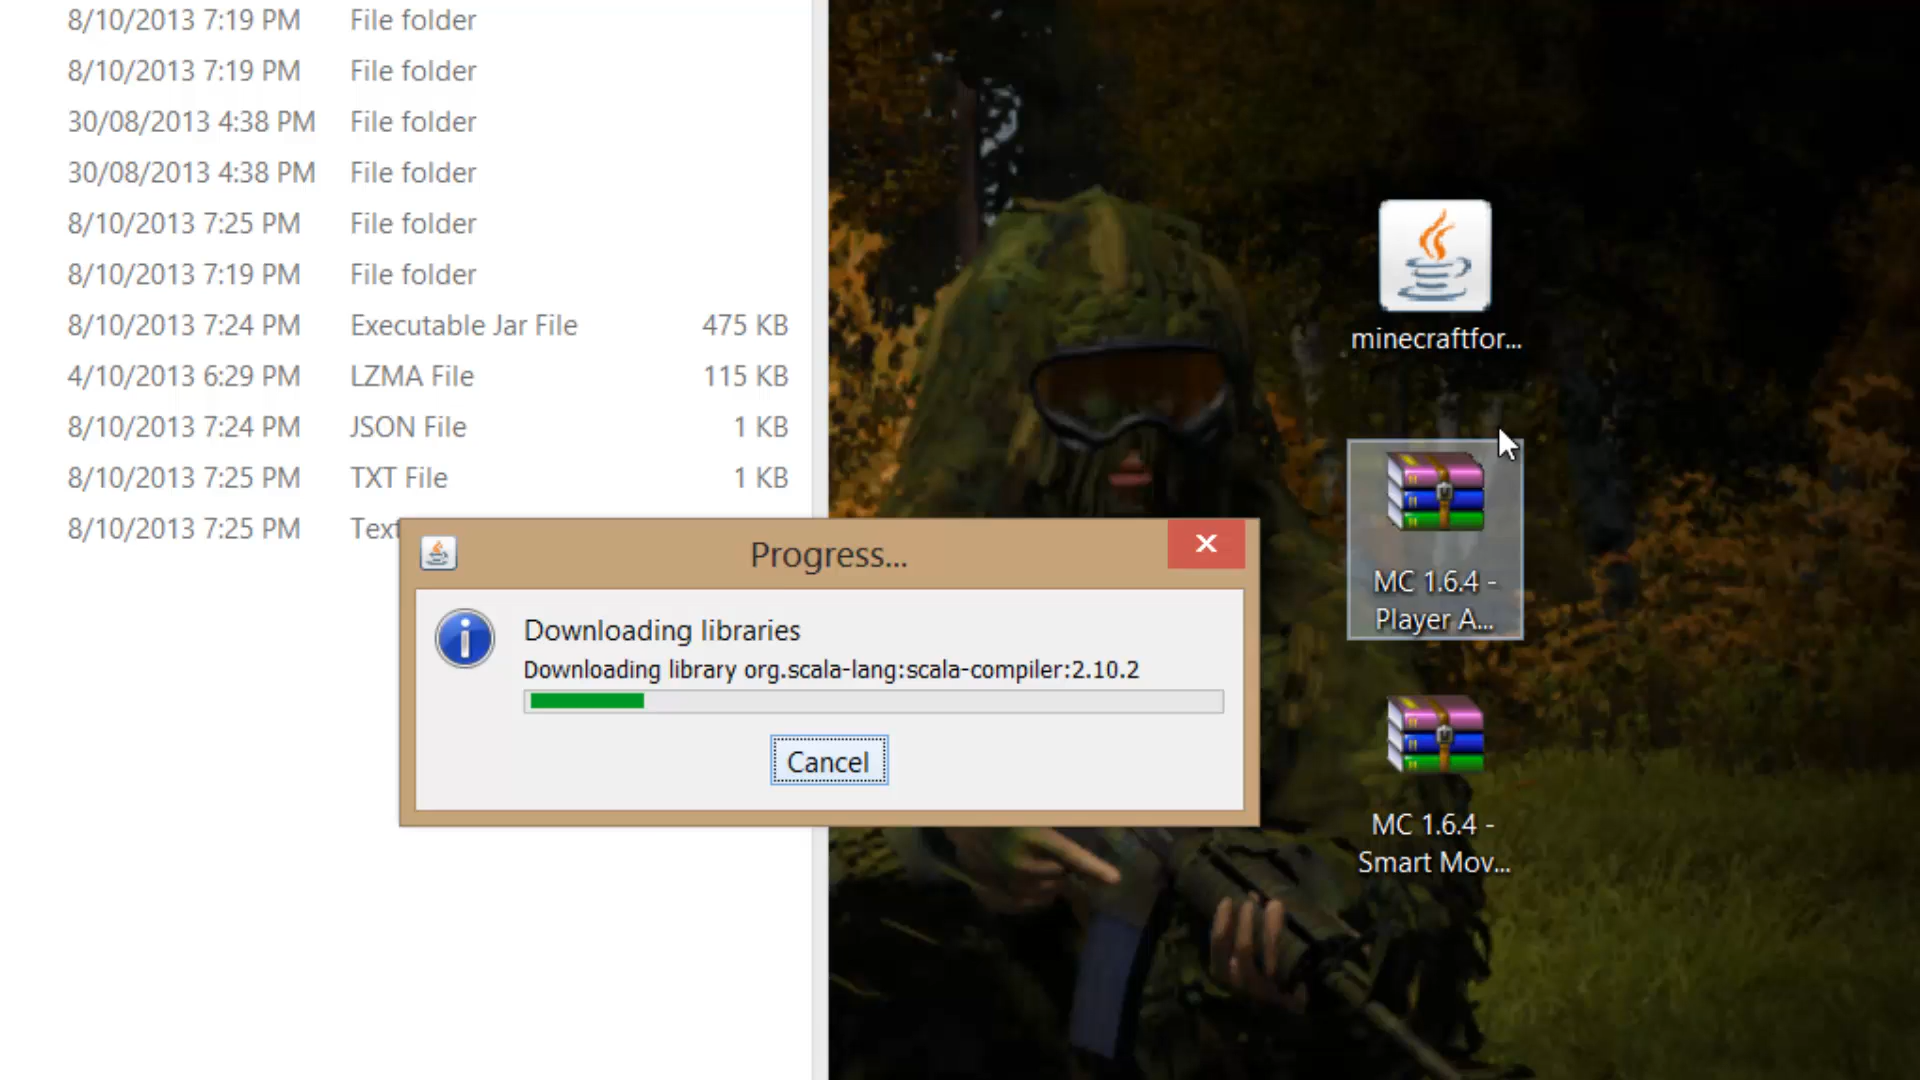 8/10/2013 7:19 PM File folder
8/10/2013 7:19 PM File folder
30/08/2013 4:38 PM File folder
30/08/2013 4:38 PM File folder
8/10/2013 7:25 PM File folder
8/10/2013 7:19 PM File folder
8/10/2013 7:24 PM Executable Jar File 475 KB
4/10/2013 6:29 PM LZMA File 115 KB
8/10/2013 7:24 PM JSON File 1 KB
8/10/2013 7:25 PM TXT File 1 KB
8/10/2013 7:25 PM Text
Progress...
Downloading libraries
Downloading library org.scala-lang:scala-compiler:2.10.2
Cancel
minecraftfor...
MC 1.6.4 -
Player A...
MC 1.6.4 -
Smart Mov...